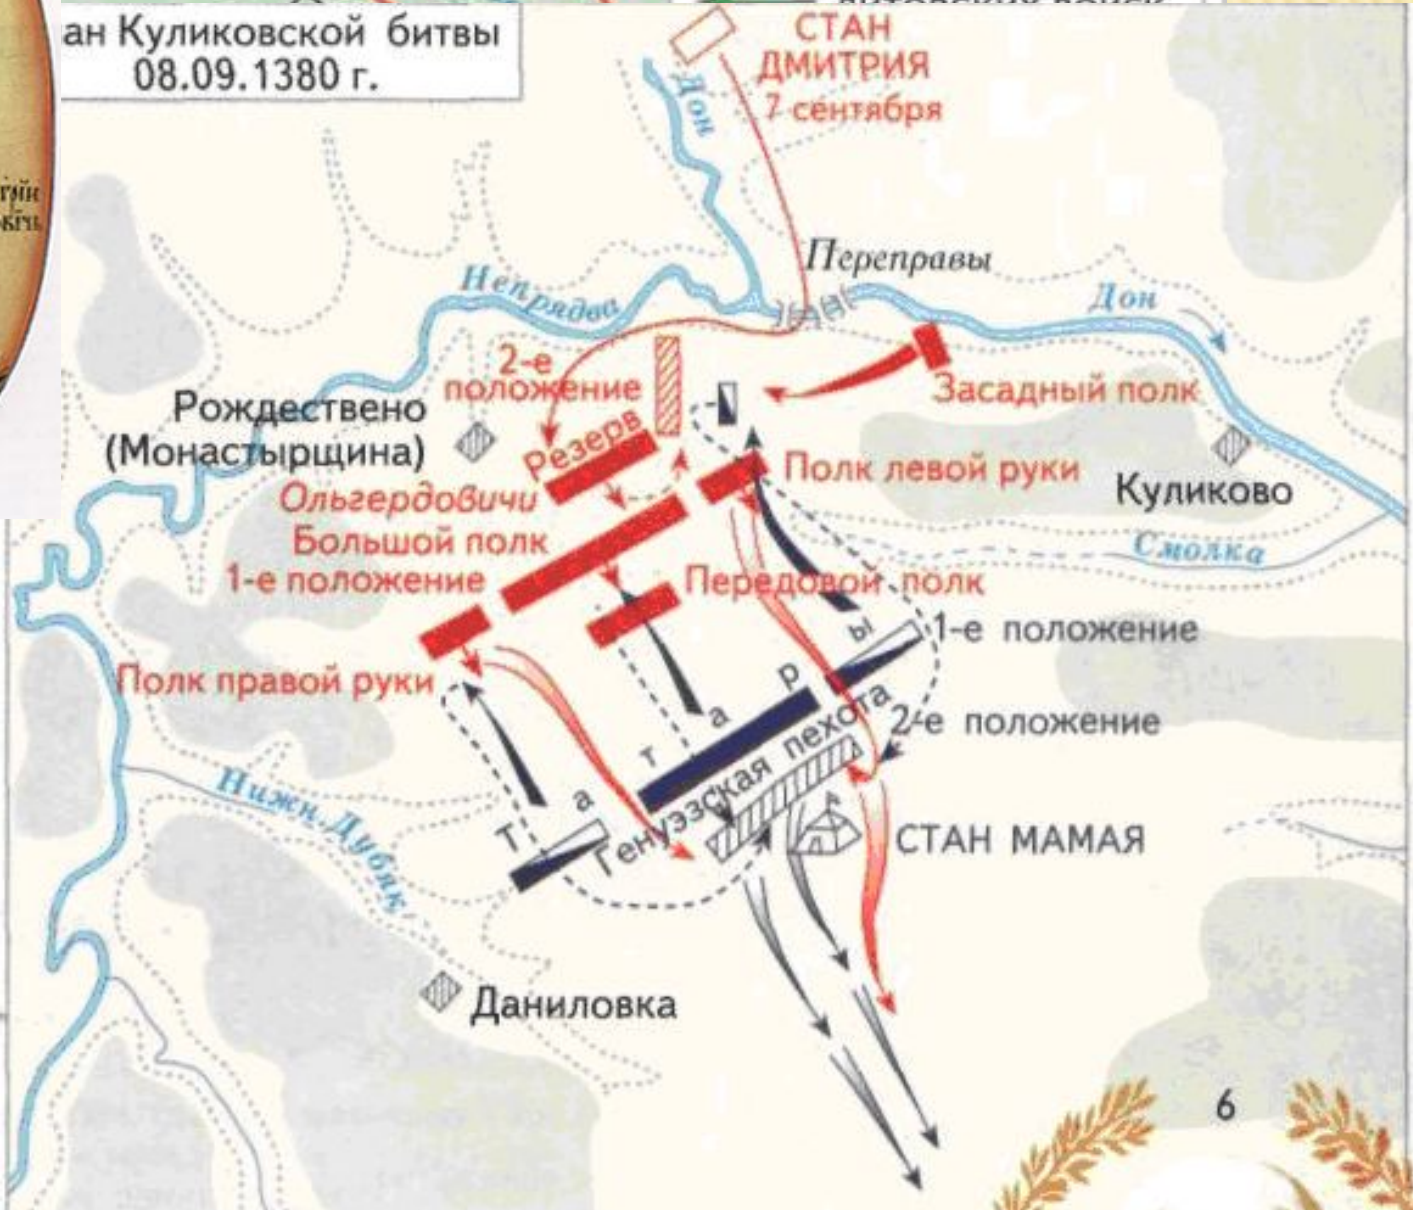 ан Куликовской битвы
08.09.1380 г.
СТАН
ДМИТРИЯ
7 сентября
Дон
Переправы
Непрядва
Дон
2-е
положение
Засадный полк
Рождествено
(Монастырщина)
Резерв
Полк левой руки
Куликово
Ольгердовичи
Большой полк
Смолка
1-е положение
Передовой полк
1-е положение
Полк правой руки
2-е положение
Татары
Генуэзская пехота
Нижн. Дубяк
СТАН МАМАЯ
Даниловка
6